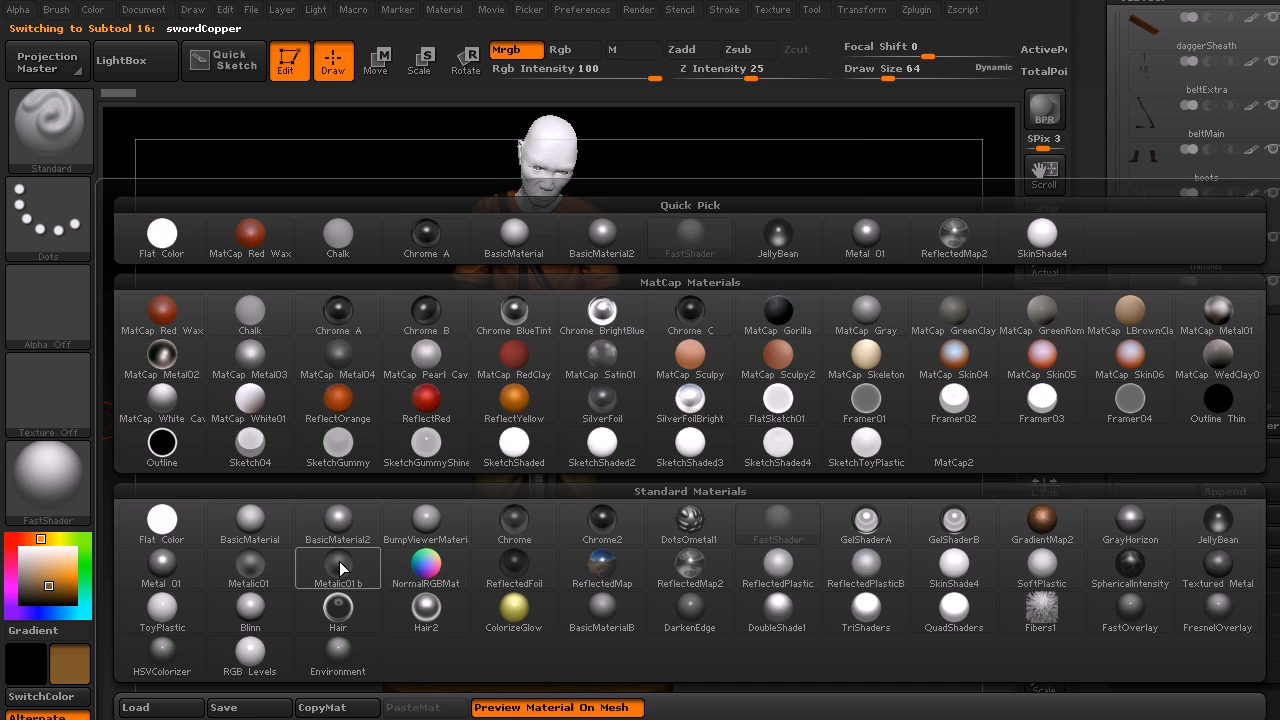 Alpha Brush Color Document Draw Edit File Layer Light Macro Marker Material Movie Picker Preferences Render Stencil Stroke Texture Tool Transform Zplugin Zscript
Switching to Subtool 16: swordCopper
Projection Master LightBox Quick Sketch Edit Draw Move Scale Rotate
Mrgb Rgb M Zadd Zsub Zcut
Rgb Intensity 100 Z Intensity 25
Focal Shift 0
Draw Size 64 Dynamic
ActivePo
TotalPoi
daggerSheath
beltExtra
beltMain
boots
BPR
SPix 3
Scroll
Actual
Standard
Dots
Alpha Off
Texture Off
FastShader
Gradient
SwitchColor
Alternate
Quick Pick
Flat Color MatCap Red Wax Chalk Chrome A BasicMaterial BasicMaterial2 FastShader JellyBean Metal 01 ReflectedMap2 SkinShade4
MatCap Materials
MatCap Red Wax Chalk Chrome A Chrome B Chrome BlueTint Chrome BrightBlue Chrome C MatCap Gorilla MatCap Gray MatCap GreenClay MatCap GreenRom MatCap LBrownCla MatCap Metal01
MatCap Metal02 MatCap Metal03 MatCap Metal04 MatCap Pearl Cav MatCap RedClay MatCap Satin01 MatCap Sculpy MatCap Sculpy2 MatCap Skeleton MatCap Skin04 MatCap Skin05 MatCap Skin06 MatCap WedClay0
MatCap White Cav MatCap White01 ReflectOrange ReflectRed ReflectYellow SilverFoil SilverFoilBright FlatSketch01 Framer01 Framer02 Framer03 Framer04 Outline Thin
Outline Sketch04 SketchGummy SketchGummyShine SketchShaded SketchShaded2 SketchShaded3 SketchShaded4 SketchToyPlastic MatCap2
Standard Materials
Append
Flat Color BasicMaterial BasicMaterial2 BumpViewerMateri Chrome Chrome2 DotsOmetal1 FastShader GelShaderA GelShaderB GradientMap2 GrayHorizon JellyBean
Metal 01 Metalic01 Metalic01 b NormalRGBMat ReflectedFoil ReflectedMap ReflectedMap2 ReflectedPlastic ReflectedPlasticB SkinShade4 SoftPlastic SphericalIntensity Textured Metal
ToyPlastic Blinn Hair Hair2 ColorizeGlow BasicMaterialB DarkenEdge DoubleShade1 TriShaders QuadShaders Fibers1 FastOverlay FresnelOverlay
HSVColorizer RGB Levels Environment
Load Save CopyMat PasteMat Preview Material On Mesh
Scale